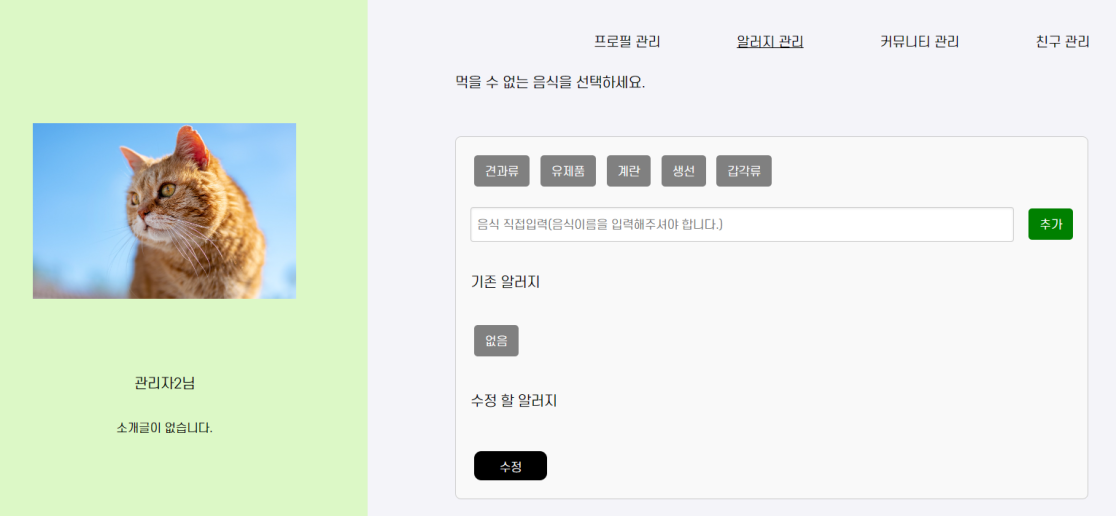 프로필 관리 알러지 관리 커뮤니티 관리 친구 관리
먹을 수 없는 음식을 선택하세요.
견과류 유제품 계란 생선 갑각류
음식 직접입력(음식이름을 입력해주셔야 합니다.) 추가
기존 알러지
없음
수정 할 알러지
수정
관리자2님
소개글이 없습니다.